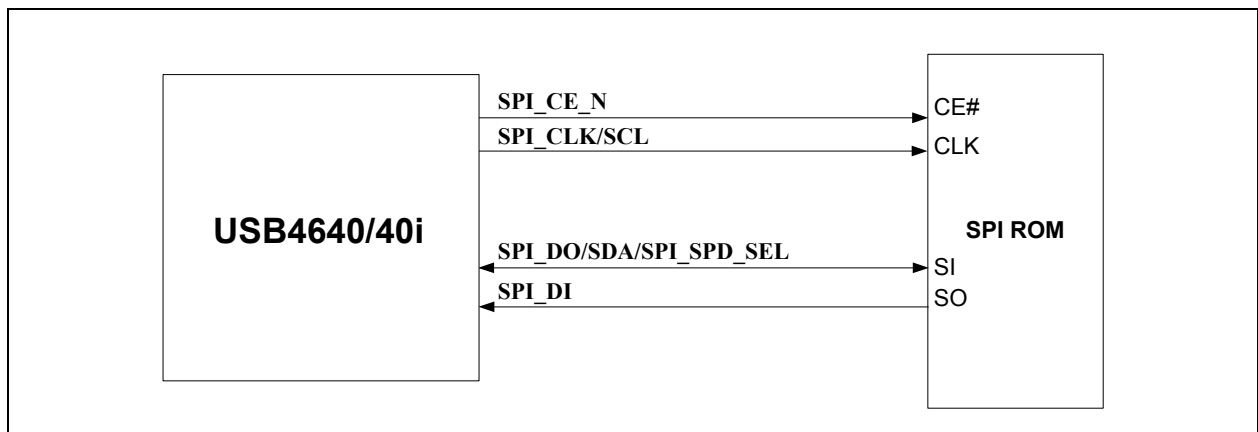 SPI_CE_N
CE#
SPI_CLK/SCL
CLK
USB4640/40i
SPI ROM
SPI_DO/SDA/SPI_SPD_SEL
SI
SPI_DI
SO